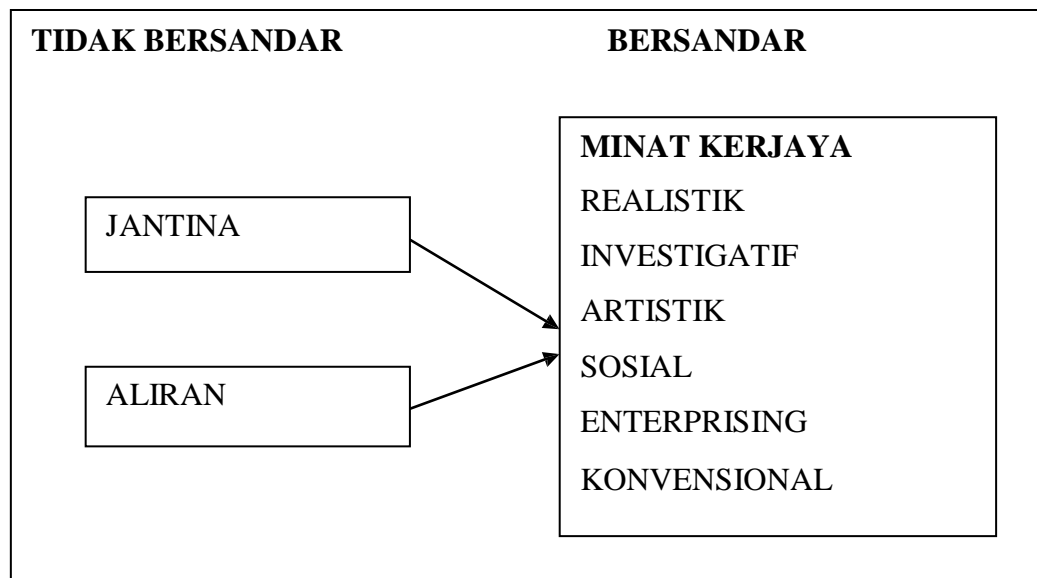 TIDAK BERSANDAR
BERSANDAR
JANTINA
ALIRAN
MINAT KERJAYA
REALISTIK
INVESTIGATIF
ARTISTIK
SOSIAL
ENTERPRISING
KONVENSIONAL